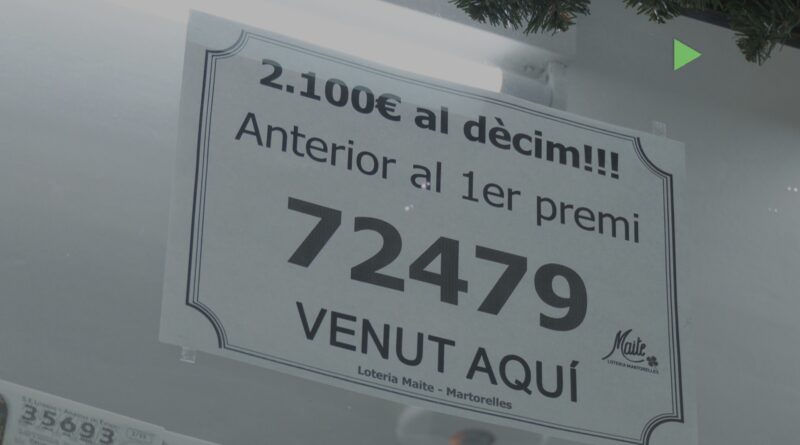 2.100€ al dècim!!!
Anterior al 1er premi
72479
VENUT AQUÍ
Maite
LOTERIA MARTORELLES
Loteria Maite - Martorelles
35693